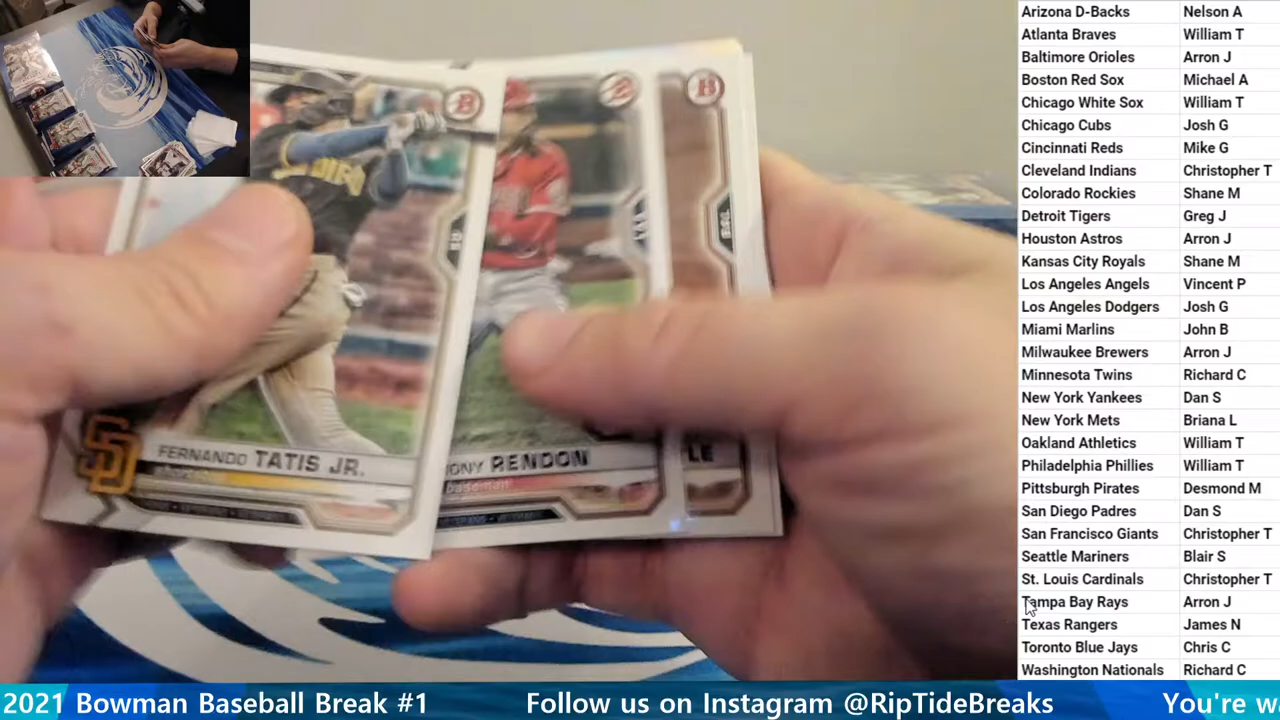 FERNANDO TATIS JR.
SD
RENDON
LE
Arizona D-Backs Nelson A
Atlanta Braves William T
Baltimore Orioles Arron J
Boston Red Sox Michael A
Chicago White Sox William T
Chicago Cubs Josh G
Cincinnati Reds Mike G
Cleveland Indians Christopher T
Colorado Rockies Shane M
Detroit Tigers Greg J
Houston Astros Arron J
Kansas City Royals Shane M
Los Angeles Angels Vincent P
Los Angeles Dodgers Josh G
Miami Marlins John B
Milwaukee Brewers Arron J
Minnesota Twins Richard C
New York Yankees Dan S
New York Mets Briana L
Oakland Athletics William T
Philadelphia Phillies William T
Pittsburgh Pirates Desmond M
San Diego Padres Dan S
San Francisco Giants Christopher T
Seattle Mariners Blair S
St. Louis Cardinals Christopher T
Tampa Bay Rays Arron J
Texas Rangers James N
Toronto Blue Jays Chris C
Washington Nationals Richard C
2021 Bowman Baseball Break #1 Follow us on Instagram @RipTideBreaks You're w